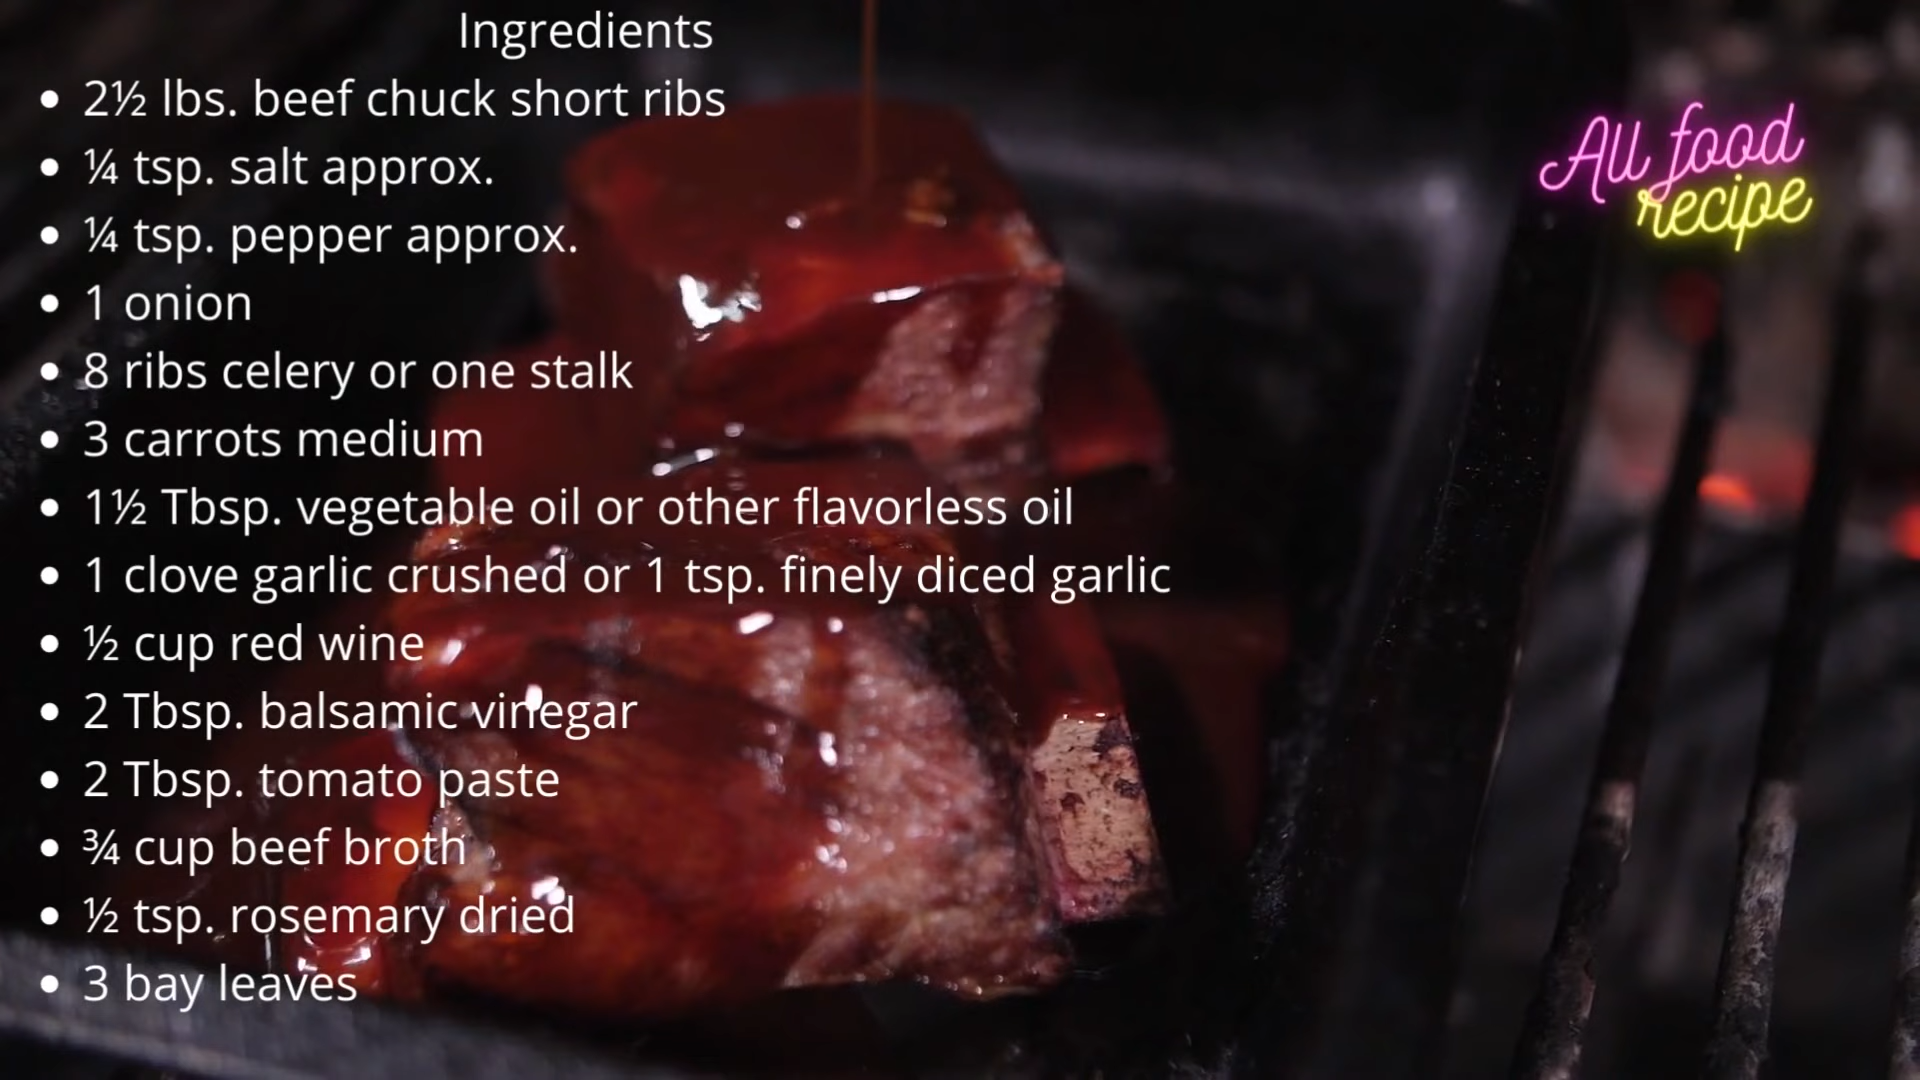 Ingredients
• 2½ lbs. beef chuck short ribs
• ¼ tsp. salt approx.
• ¼ tsp. pepper approx.
• 1 onion
• 8 ribs celery or one stalk
• 3 carrots medium
• 1½ Tbsp. vegetable oil or other flavorless oil
• 1 clove garlic crushed or 1 tsp. finely diced garlic
• ½ cup red wine
• 2 Tbsp. balsamic vinegar
• 2 Tbsp. tomato paste
• ¾ cup beef broth
• ½ tsp. rosemary dried
• 3 bay leaves
All food
recipe